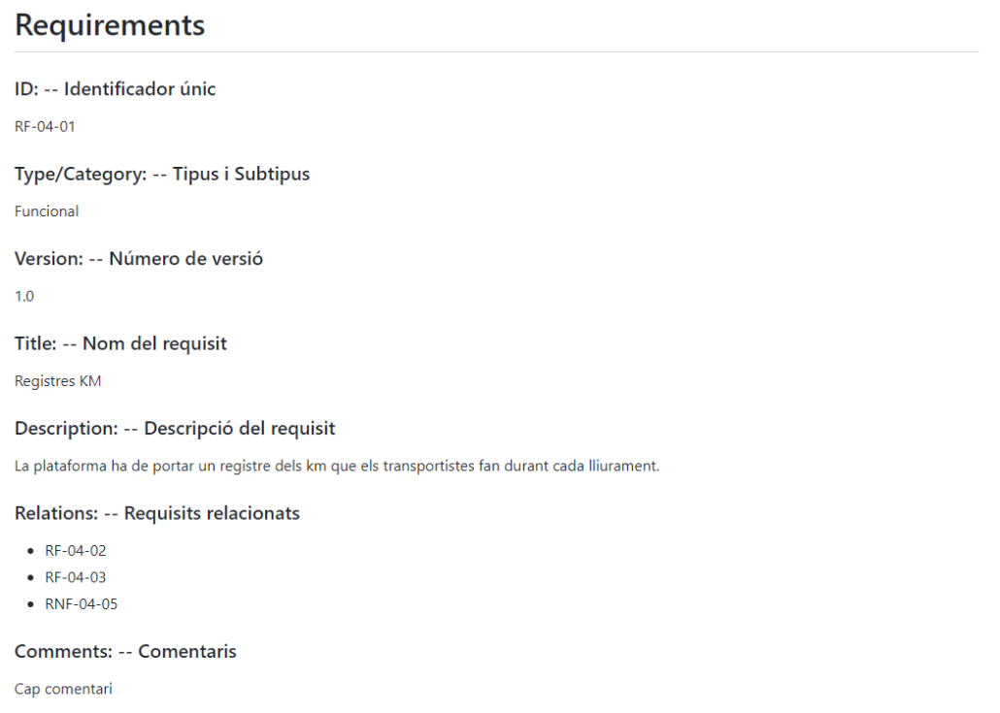 Requirements
ID: -- Identificador únic
RF-04-01
Type/Category: -- Tipus i Subtipus
Funcional
Version: -- Número de versió
1.0
Title: -- Nom del requisit
Registres KM
Description: -- Descripció del requisit
La plataforma ha de portar un registre dels km que els transportistes fan durant cada lliurament.
Relations: -- Requisits relacionats
• RF-04-02
• RF-04-03
• RNF-04-05
Comments: -- Comentaris
Cap comentari